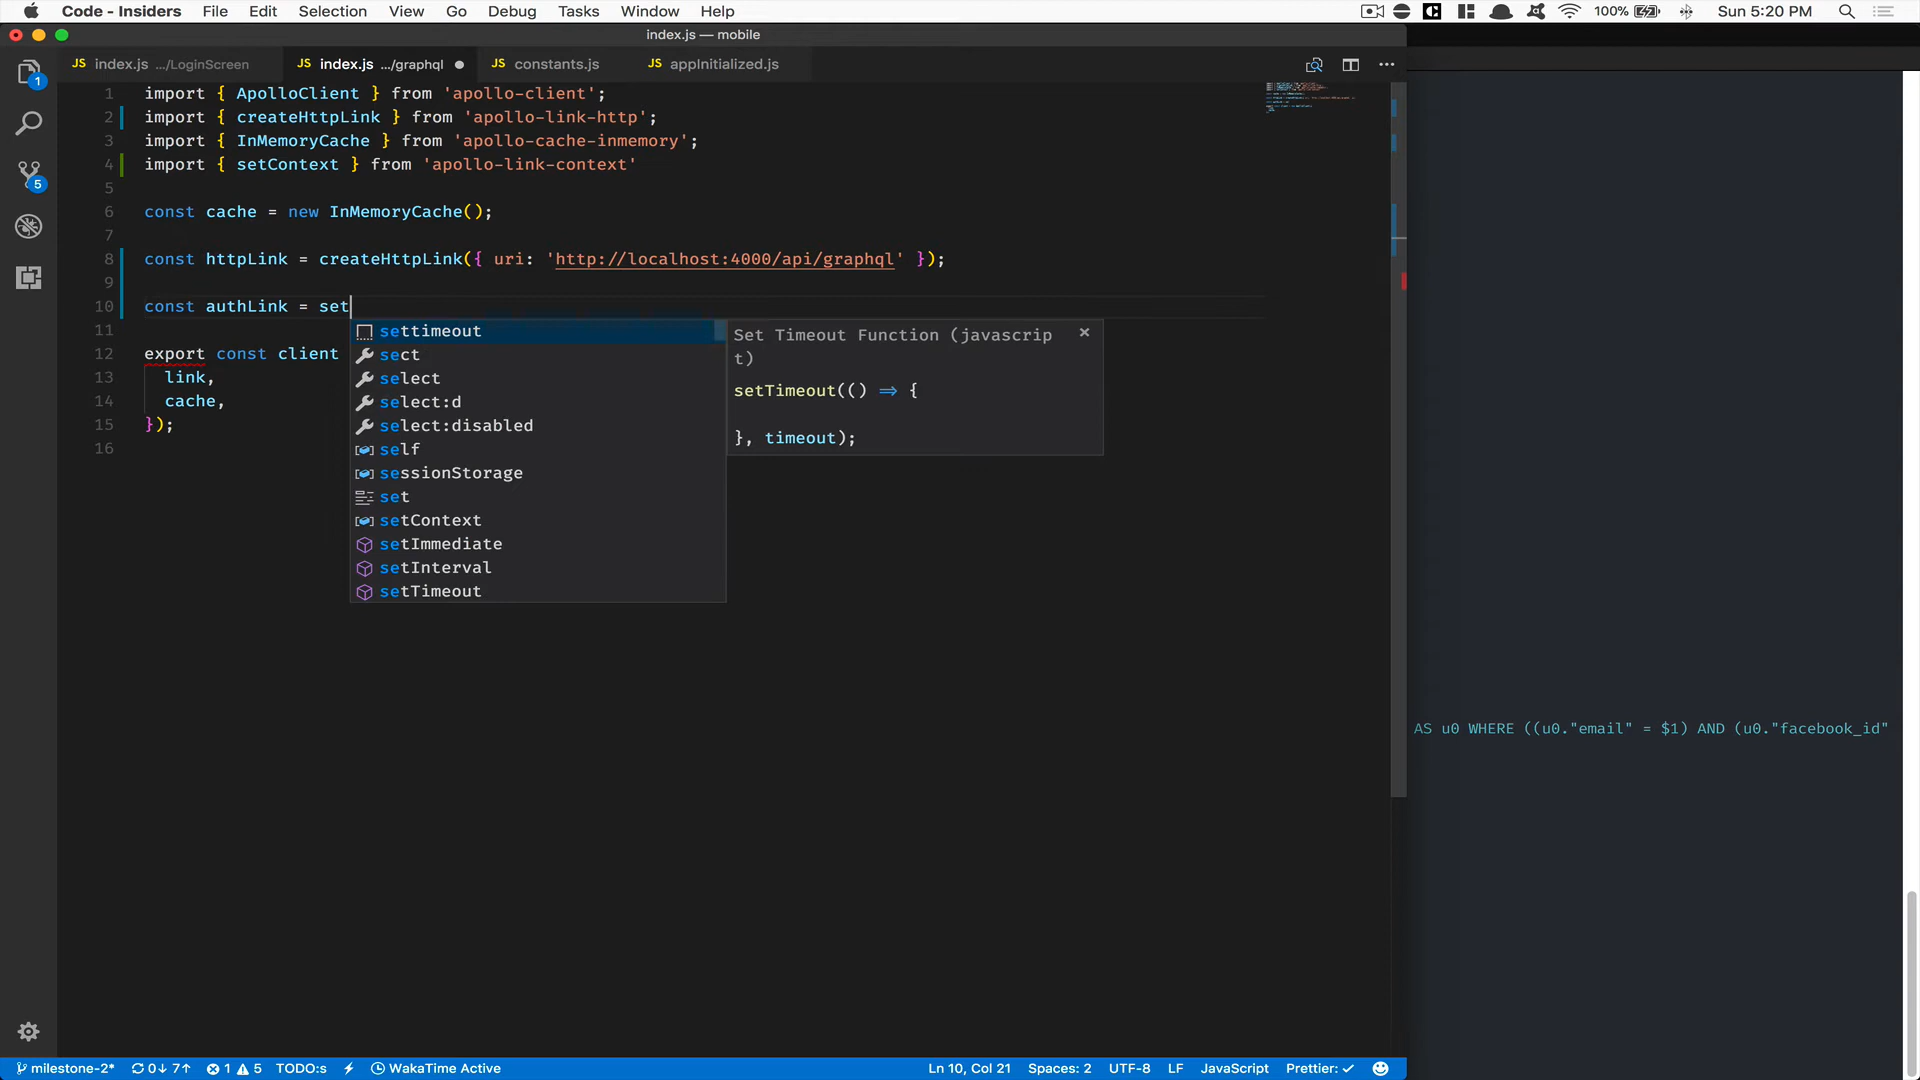 Code - Insiders File Edit Selection View Go Debug Tasks Window Help 100% Sun 5:20 PM
index.js — mobile
JS index.js .../LoginScreen JS index.js .../graphql JS constants.js JS appInitialized.js
1 import { ApolloClient } from 'apollo-client';
2 import { createHttpLink } from 'apollo-link-http';
3 import { InMemoryCache } from 'apollo-cache-inmemory';
4 import { setContext } from 'apollo-link-context'
5
6 const cache = new InMemoryCache();
7
8 const httpLink = createHttpLink({ uri: 'http://localhost:4000/api/graphql' });
9
10 const authLink = set
11
12 export const client
13 link,
14 cache,
15 });
16
settimeout
sect
select
select:d
select:disabled
self
sessionStorage
set
setContext
setImmediate
setInterval
setTimeout
Set Timeout Function (javascrip
t)
setTimeout(() => {
}, timeout);
1
5
AS u0 WHERE ((u0."email" = $1) AND (u0."facebook_id"
milestone-2* 0↓ 7↑ 1 5 TODO:s WakaTime Active Ln 10, Col 21 Spaces: 2 UTF-8 LF JavaScript Prettier: ✓